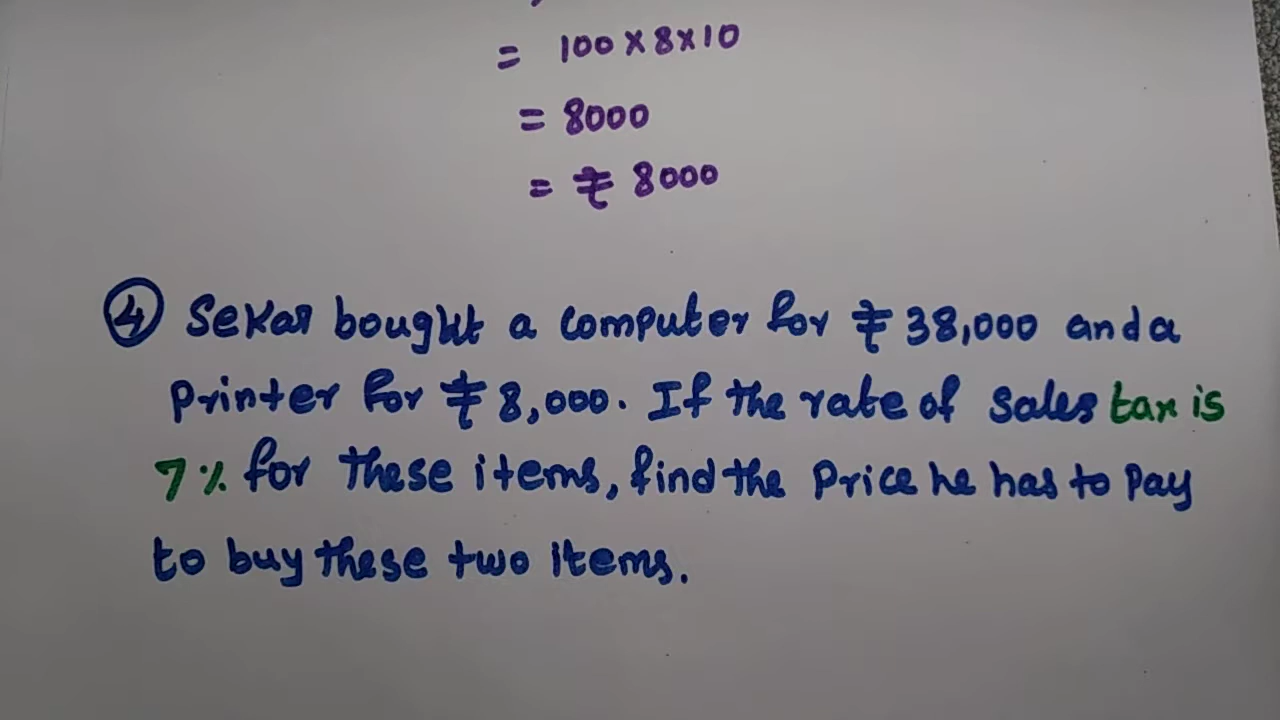 = 100 × 8 × 10
= 8000
= ₹ 8000
④ Sekar bought a computer for ₹ 38,000 and a
Printer for ₹ 8,000. If the rate of sales tax is
7% for these items, find the Price he has to Pay
to buy these two items.